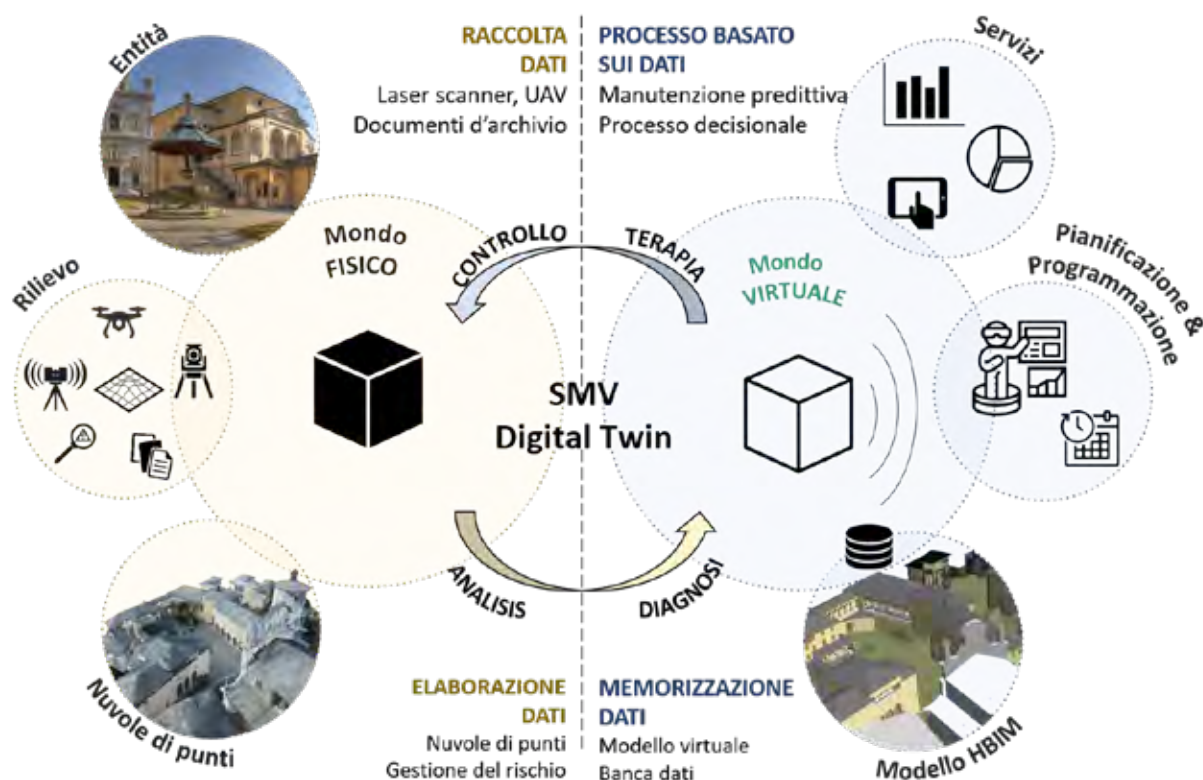 Entità
RACCOLTA
DATI
Laser scanner, UAV
Documenti d'archivio
PROCESSO BASATO
SUI DATI
Manutenzione predittiva
Processo decisionale
Servizi
Mondo
FISICO
CONTROLLO
TERAPIA
Mondo
VIRTUALE
Pianificazione &
Programmazione
Rilievo
SMV
Digital Twin
ANALISIS
DIAGNOSI
Nuvole di punti
ELABORAZIONE
DATI
Nuvole di punti
Gestione del rischio
MEMORIZZAZIONE
DATI
Modello virtuale
Banca dati
Modello HBIM